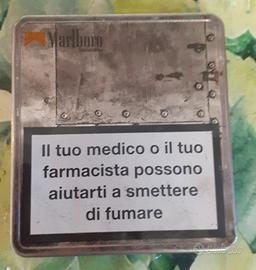 Marlboro
Il tuo medico o il tuo
farmacista possono
aiutarti a smettere
di fumare